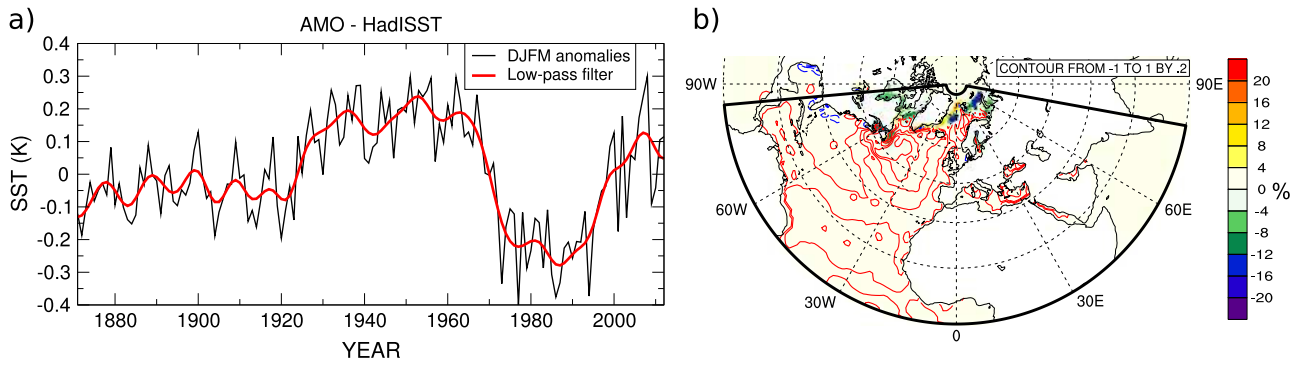 a)
AMO - HadISST
DJFM anomalies
Low-pass filter
SST (K)
0.4
0.3
0.2
0.1
0
-0.1
-0.2
-0.3
-0.4
1880
1900
1920
1940
1960
1980
2000
YEAR
b)
CONTOUR FROM -1 TO 1 BY .2
90W
90E
60W
60E
30W
30E
0
20
16
12
8
4
0
-4
-8
-12
-16
-20
%